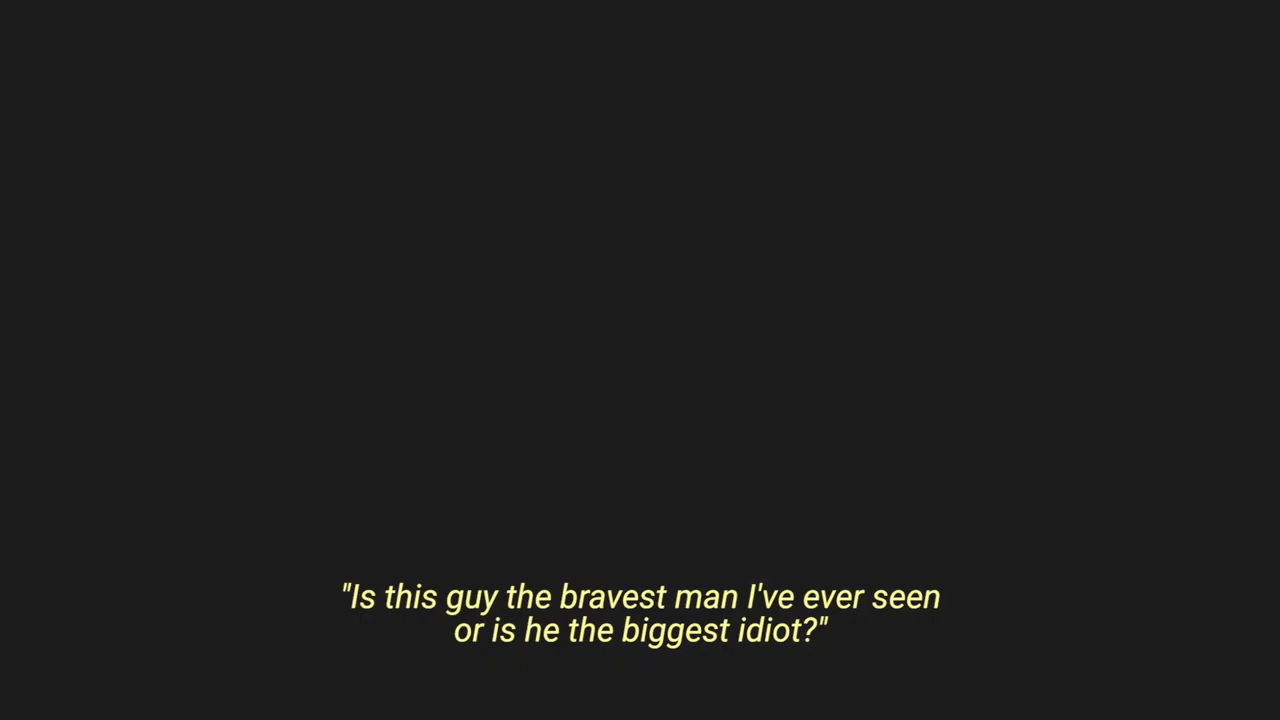 "Is this guy the bravest man I've ever seen
or is he the biggest idiot?"